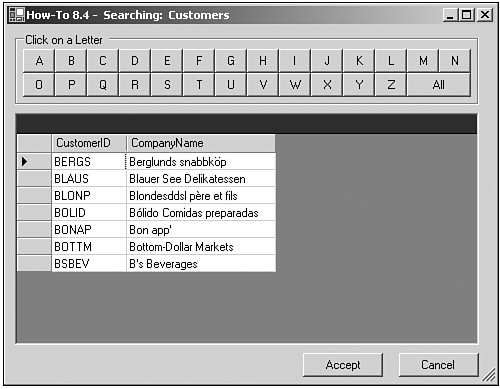 How-To 8.4 - Searching: Customers
Click on a Letter
A B C D E F G H I J K L M N
O P Q R S T U V W X Y Z All
CustomerID CompanyName
BERGS Berglunds snabbköp
BLAUS Blauer See Delikatessen
BLONP Blondesddsl père et fils
BOLID Bólido Comidas preparadas
BONAP Bon app'
BOTTM Bottom-Dollar Markets
BSBEV B's Beverages
Accept Cancel